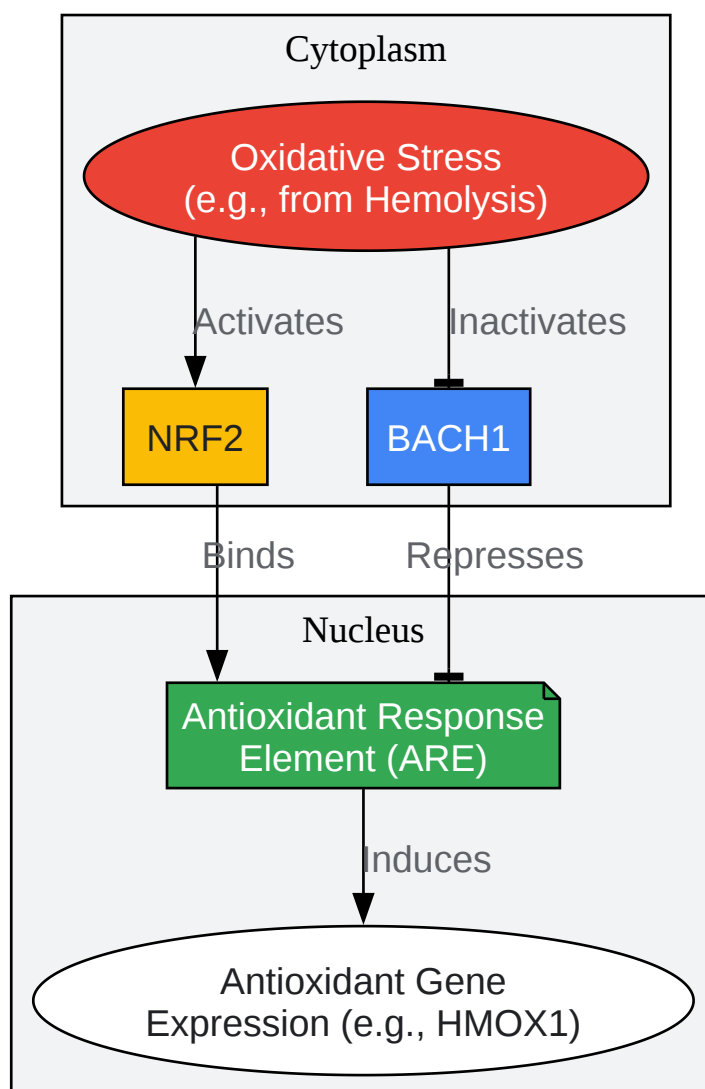 Cytoplasm
Oxidative Stress
(e.g., from Hemolysis)
Activates
Inactivates
NRF2
BACH1
Binds
Represses
Nucleus
Antioxidant Response
Element (ARE)
Induces
Antioxidant Gene
Expression (e.g., HMOX1)